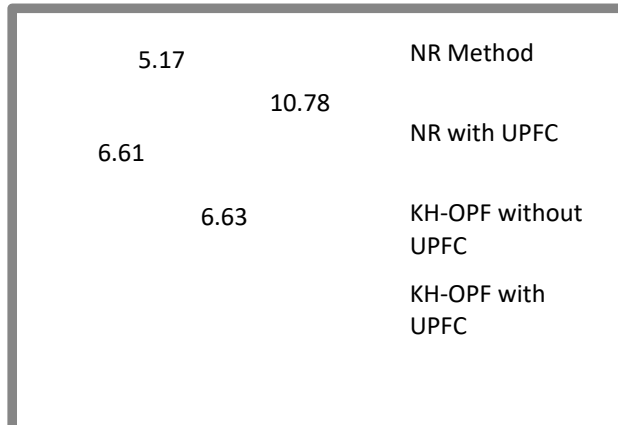 5.17
10.78
6.61
6.63
NR Method
NR with UPFC
KH-OPF without
UPFC
KH-OPF with
UPFC